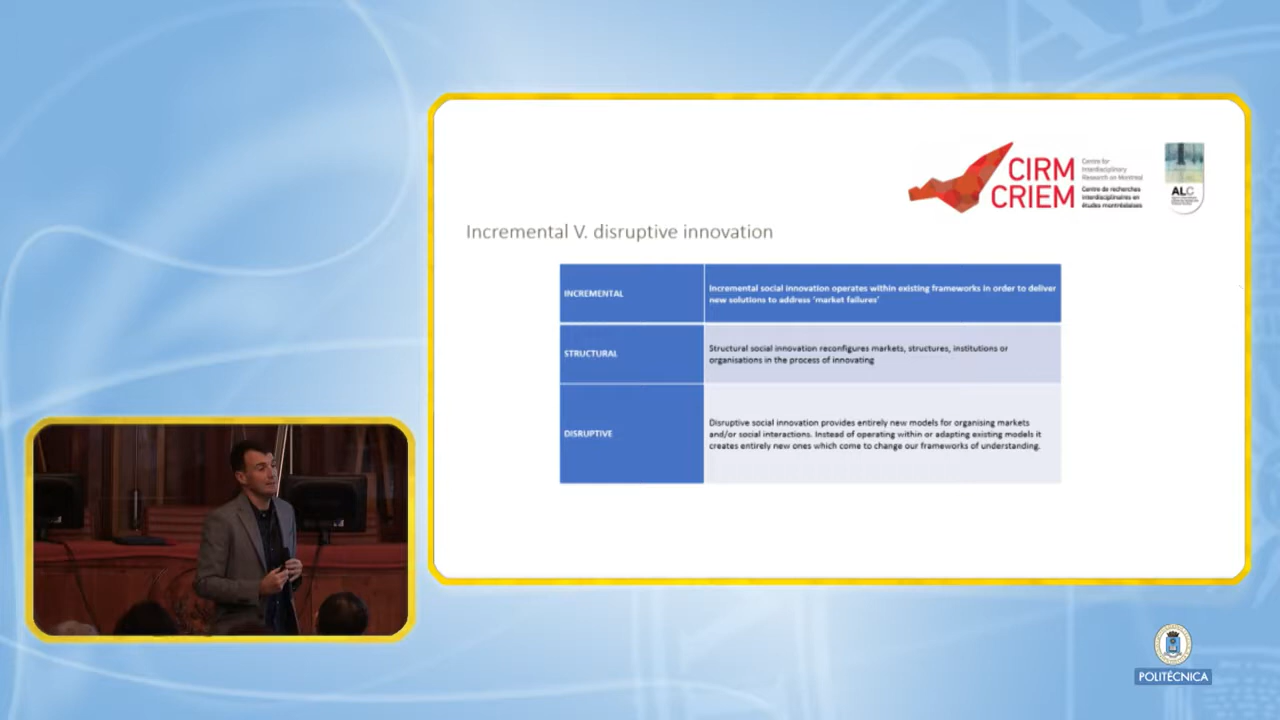 CIRM
CRIEM
Centre for
Interdisciplinary
Research on Montreal
Centre de recherches
interdisciplinaires en
études montréalaises
ALC
Incremental V. disruptive innovation
INCREMENTAL
Incremental social innovation operates within existing frameworks in order to deliver
new solutions to address ‘market failures’
STRUCTURAL
Structural social innovation reconfigures markets, structures, institutions or
organisations in the process of innovating
DISRUPTIVE
Disruptive social innovation provides entirely new models for organising markets
and/or social interactions. Instead of operating within or adapting existing models it
creates entirely new ones which come to change our frameworks of understanding.
POLITÉCNICA